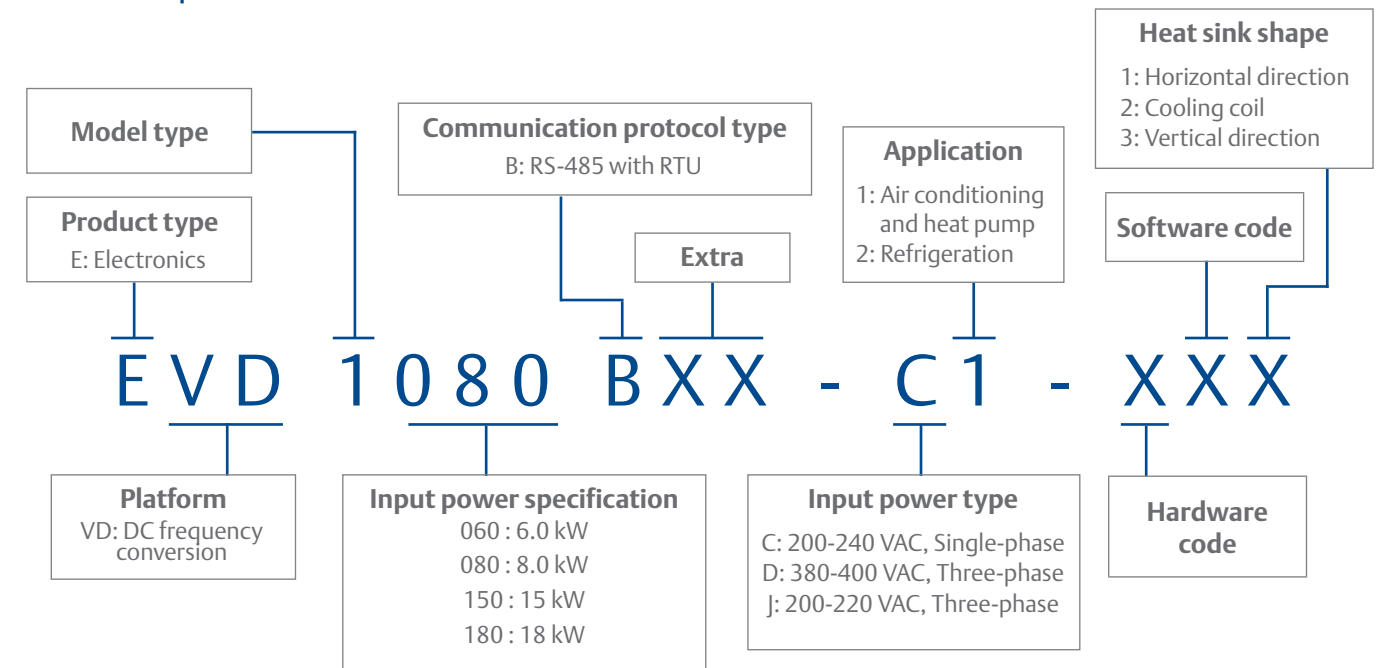 Heat sink shape
1: Horizontal direction
2: Cooling coil
3: Vertical direction
Model type
Communication protocol type
B: RS-485 with RTU
Application
1: Air conditioning
and heat pump
2: Refrigeration
Product type
E: Electronics
Extra
Software code
E V D 1 0 8 0 B X X - C 1 - X X X
Platform
VD: DC frequency
conversion
Input power specification
060 : 6.0 kW
080 : 8.0 kW
150 : 15 kW
180 : 18 kW
Input power type
C: 200-240 VAC, Single-phase
D: 380-400 VAC, Three-phase
J: 200-220 VAC, Three-phase
Hardware
code